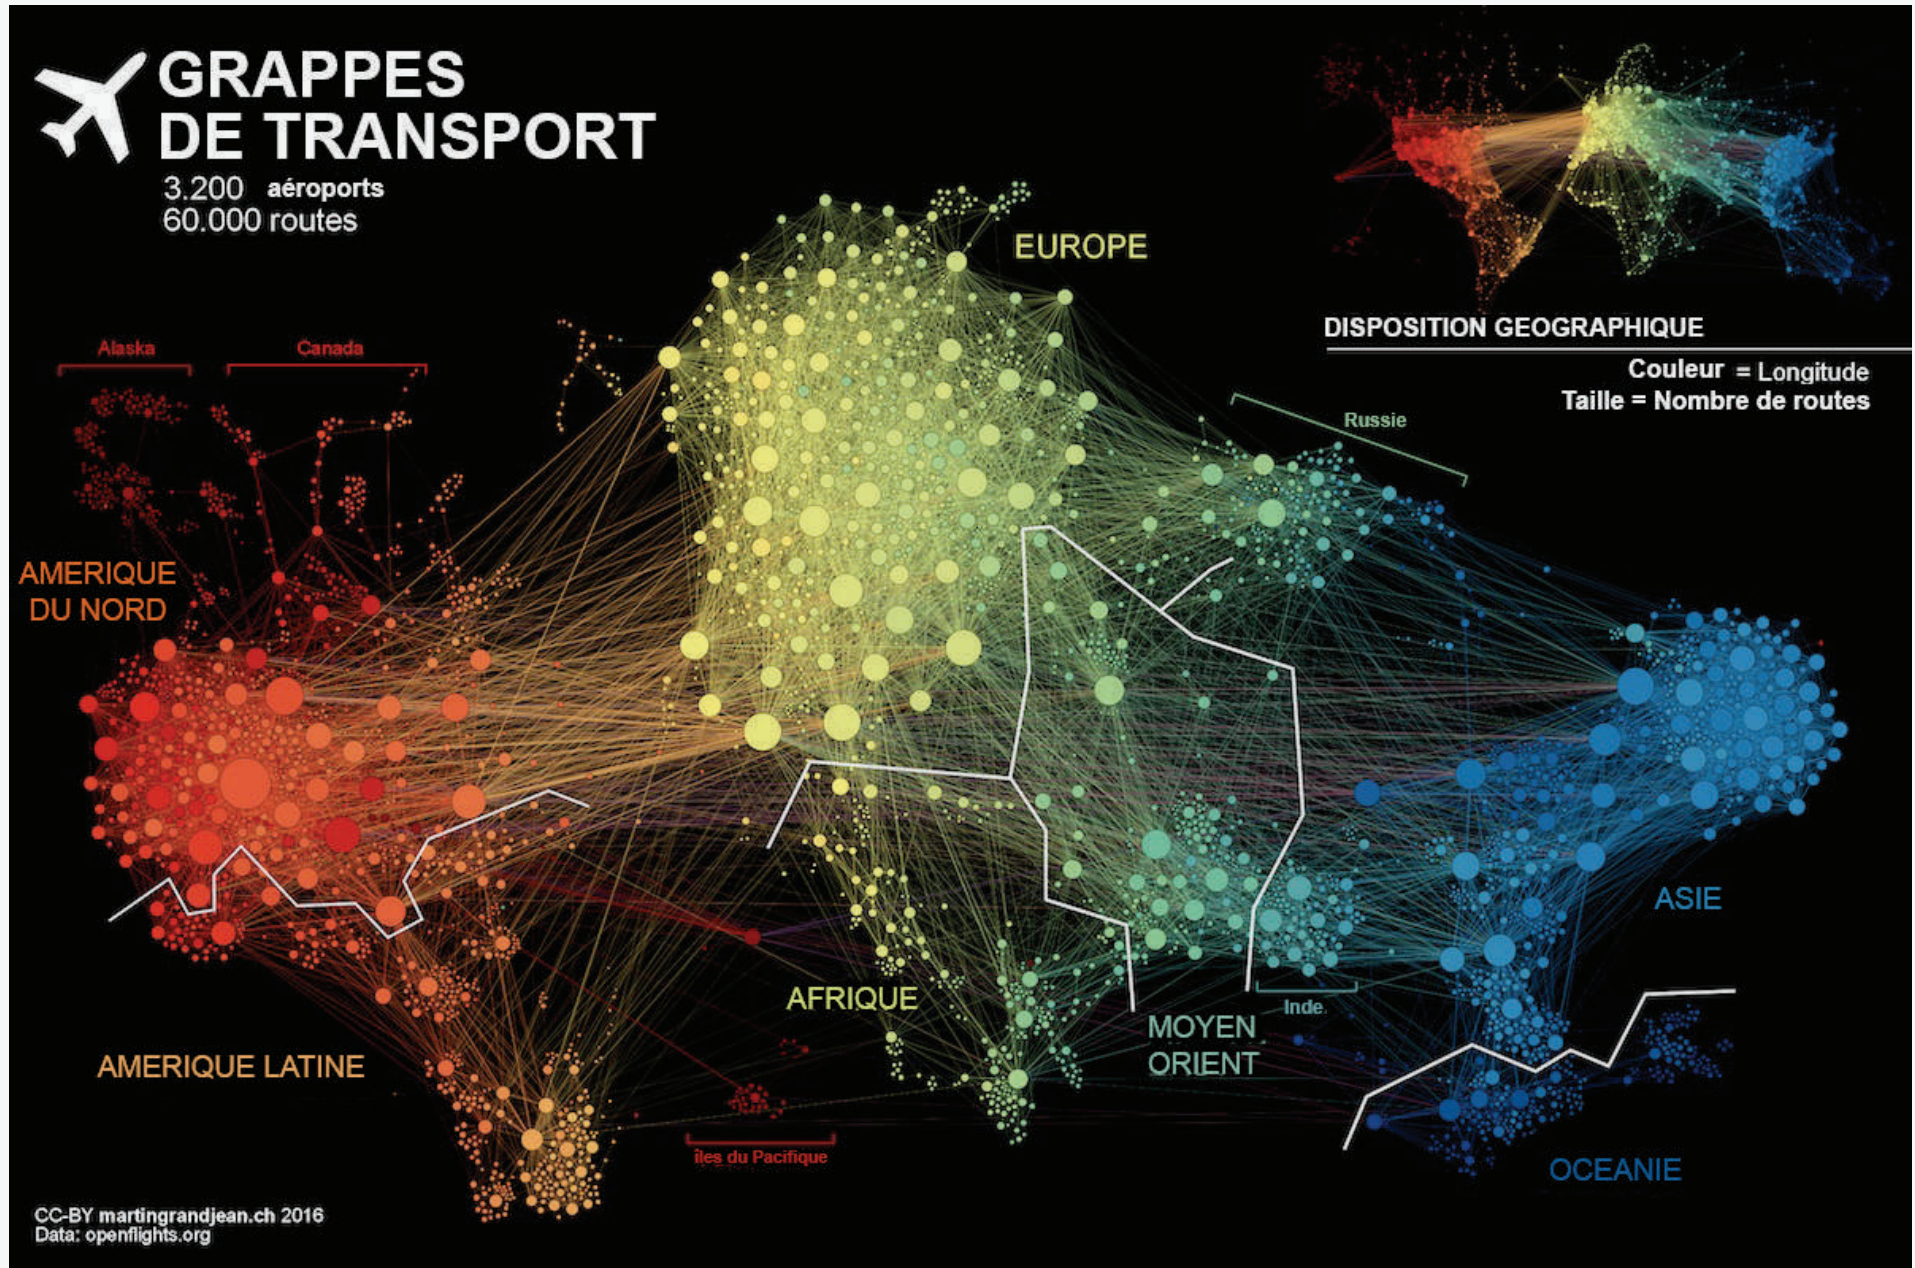 GRAPPES
DE TRANSPORT
3.200 aéroports
60.000 routes
EUROPE
DISPOSITION GEOGRAPHIQUE
Couleur = Longitude
Taille = Nombre de routes
Alaska
Canada
Russie
AMERIQUE
DU NORD
ASIE
AFRIQUE
Inde
MOYEN
ORIENT
AMERIQUE LATINE
îles du Pacifique
OCEANIE
CC-BY martingrandjean.ch 2016
Data: openflights.org